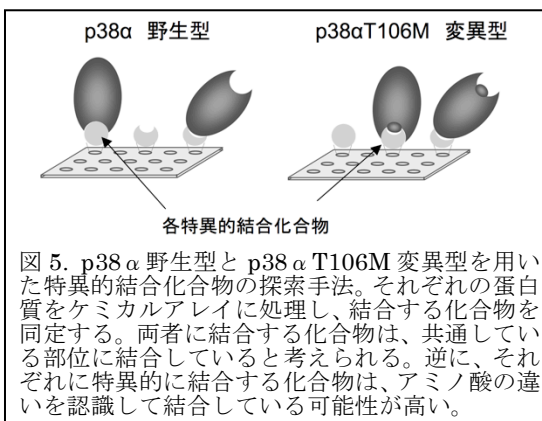 p38α 野生型
p38αT106M 変異型
各特異的結合化合物
図 5. p38α野生型と p38αT106M 変異型を用い
た特異的結合化合物の探索手法。それぞれの蛋白
質をケミカルアレイに処理し、結合する化合物を
同定する。両者に結合する化合物は、共通してい
る部位に結合していると考えられる。逆に、それ
ぞれに特異的に結合する化合物は、アミノ酸の違
いを認識して結合している可能性が高い。